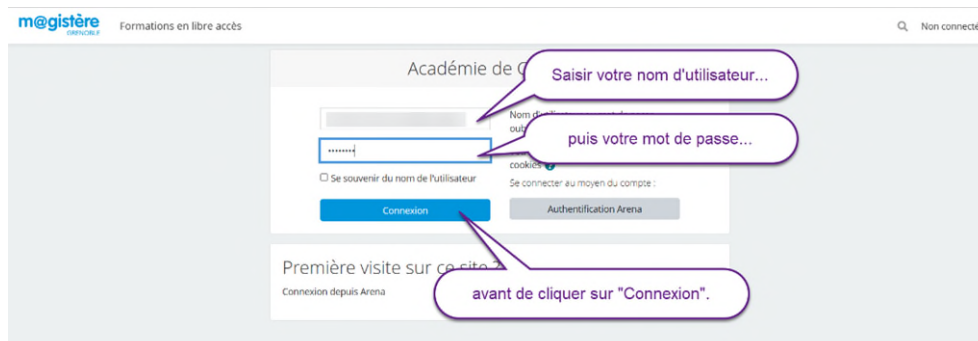 m@gistère
GRENOBLE
Formations en libre accès
Non connecté
Académie de
Saisir votre nom d'utilisateur...
Nom
oub
puis votre mot de passe...
cookies
Se souvenir du nom de l'utilisateur
Se connecter au moyen du compte :
Connexion
Authentification Arena
Première visite sur ce site ?
Connexion depuis Arena
avant de cliquer sur "Connexion".